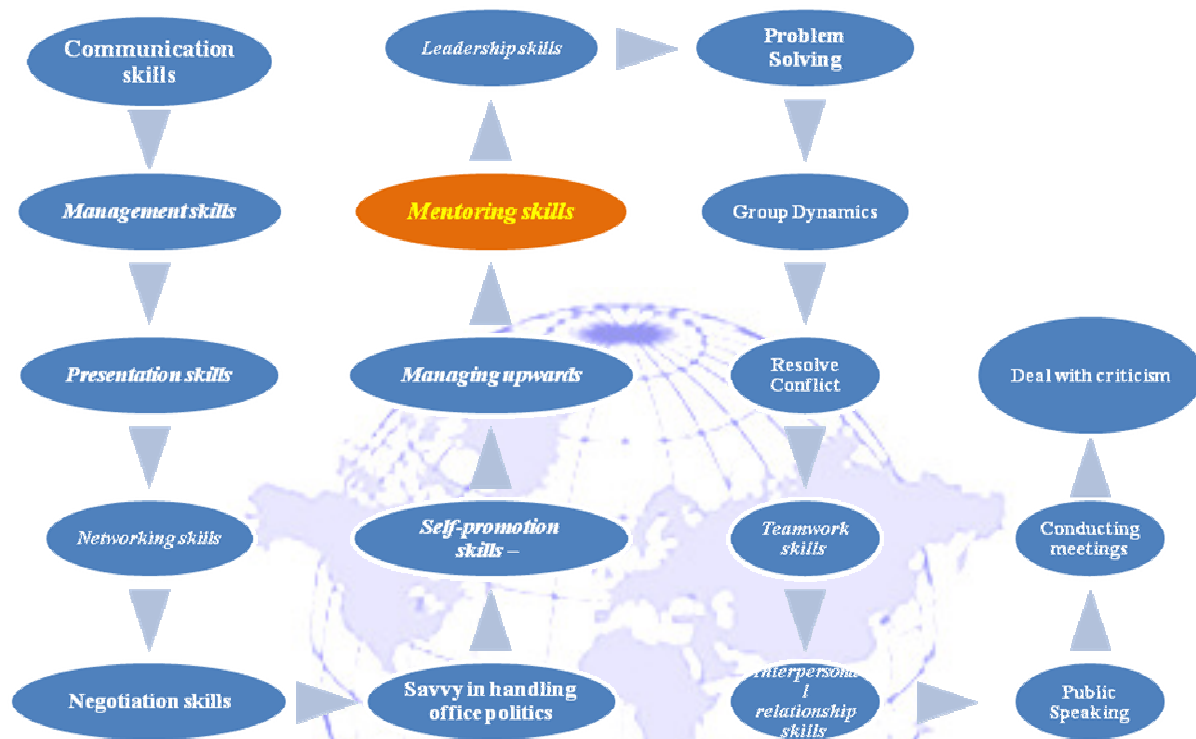 Communication
skills
Management skills
Presentation skills
Networking skills
Negotiation skills
Savvy in handling
office politics
Self-promotion
skills –
Managing upwards
Mentoring skills
Leadership skills
Problem
Solving
Group Dynamics
Resolve
Conflict
Teamwork
skills
Interpersona
l
relationship
skills
Public
Speaking
Conducting
meetings
Deal with criticism